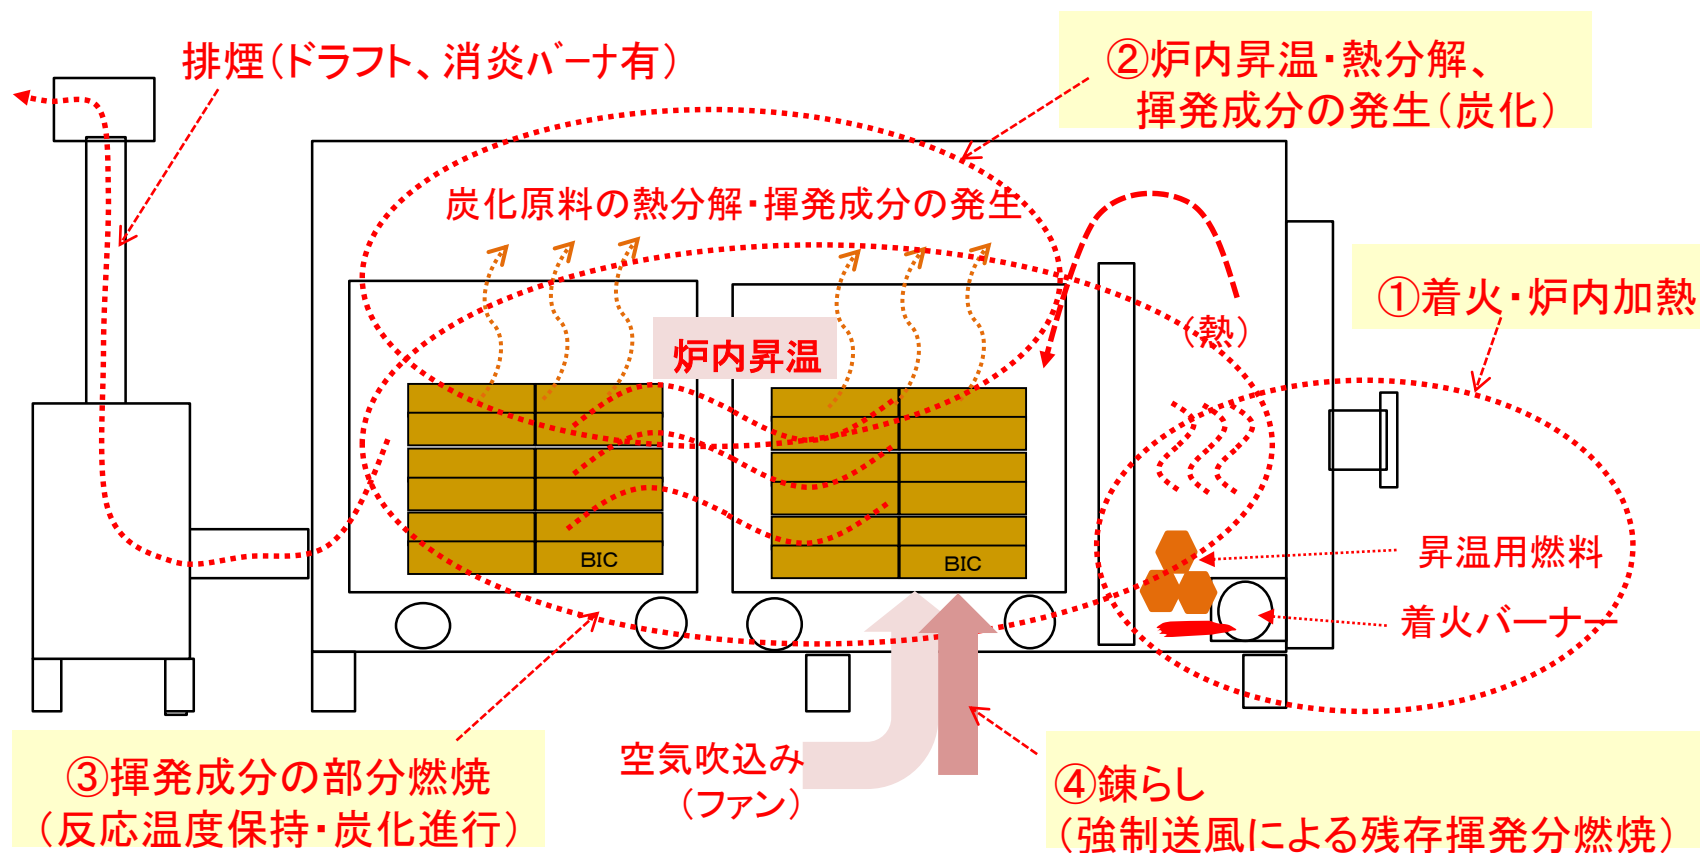 排煙(ドラフト、消炎バーナ有)
②炉内昇温・熱分解、
揮発成分の発生(炭化)
炭化原料の熱分解・揮発成分の発生
①着火・炉内加熱
(熱)
炉内昇温
BIC
BIC
昇温用燃料
着火バーナー
空気吹込み
(ファン)
③揮発成分の部分燃焼
(反応温度保持・炭化進行)
④錬らし
(強制送風による残存揮発分燃焼)